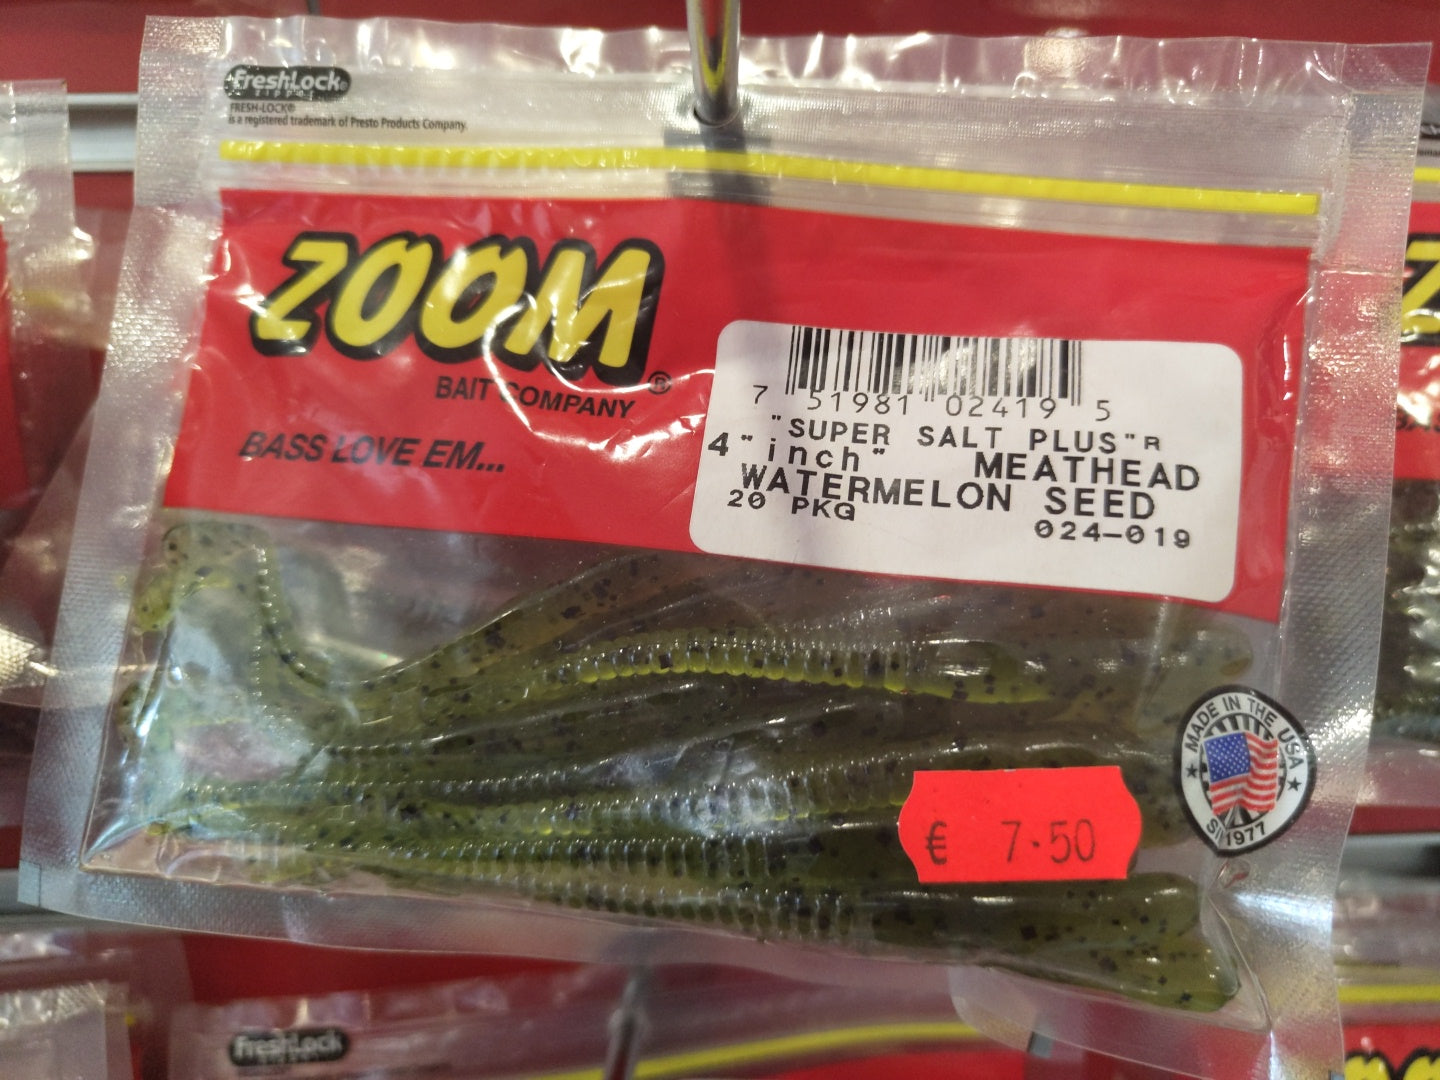 FreshLock®
ZIPPER
FRESH-LOCK®
is a registered trademark of Presto Products Company.
ZOOM®
BAIT COMPANY
BASS LOVE EM...
7 51981 02419 5
"SUPER SALT PLUS"R
4"inch" MEATHEAD
WATERMELON SEED
20 PKG
024-019
MADE IN THE USA
1977
€ 7.50
FreshLock